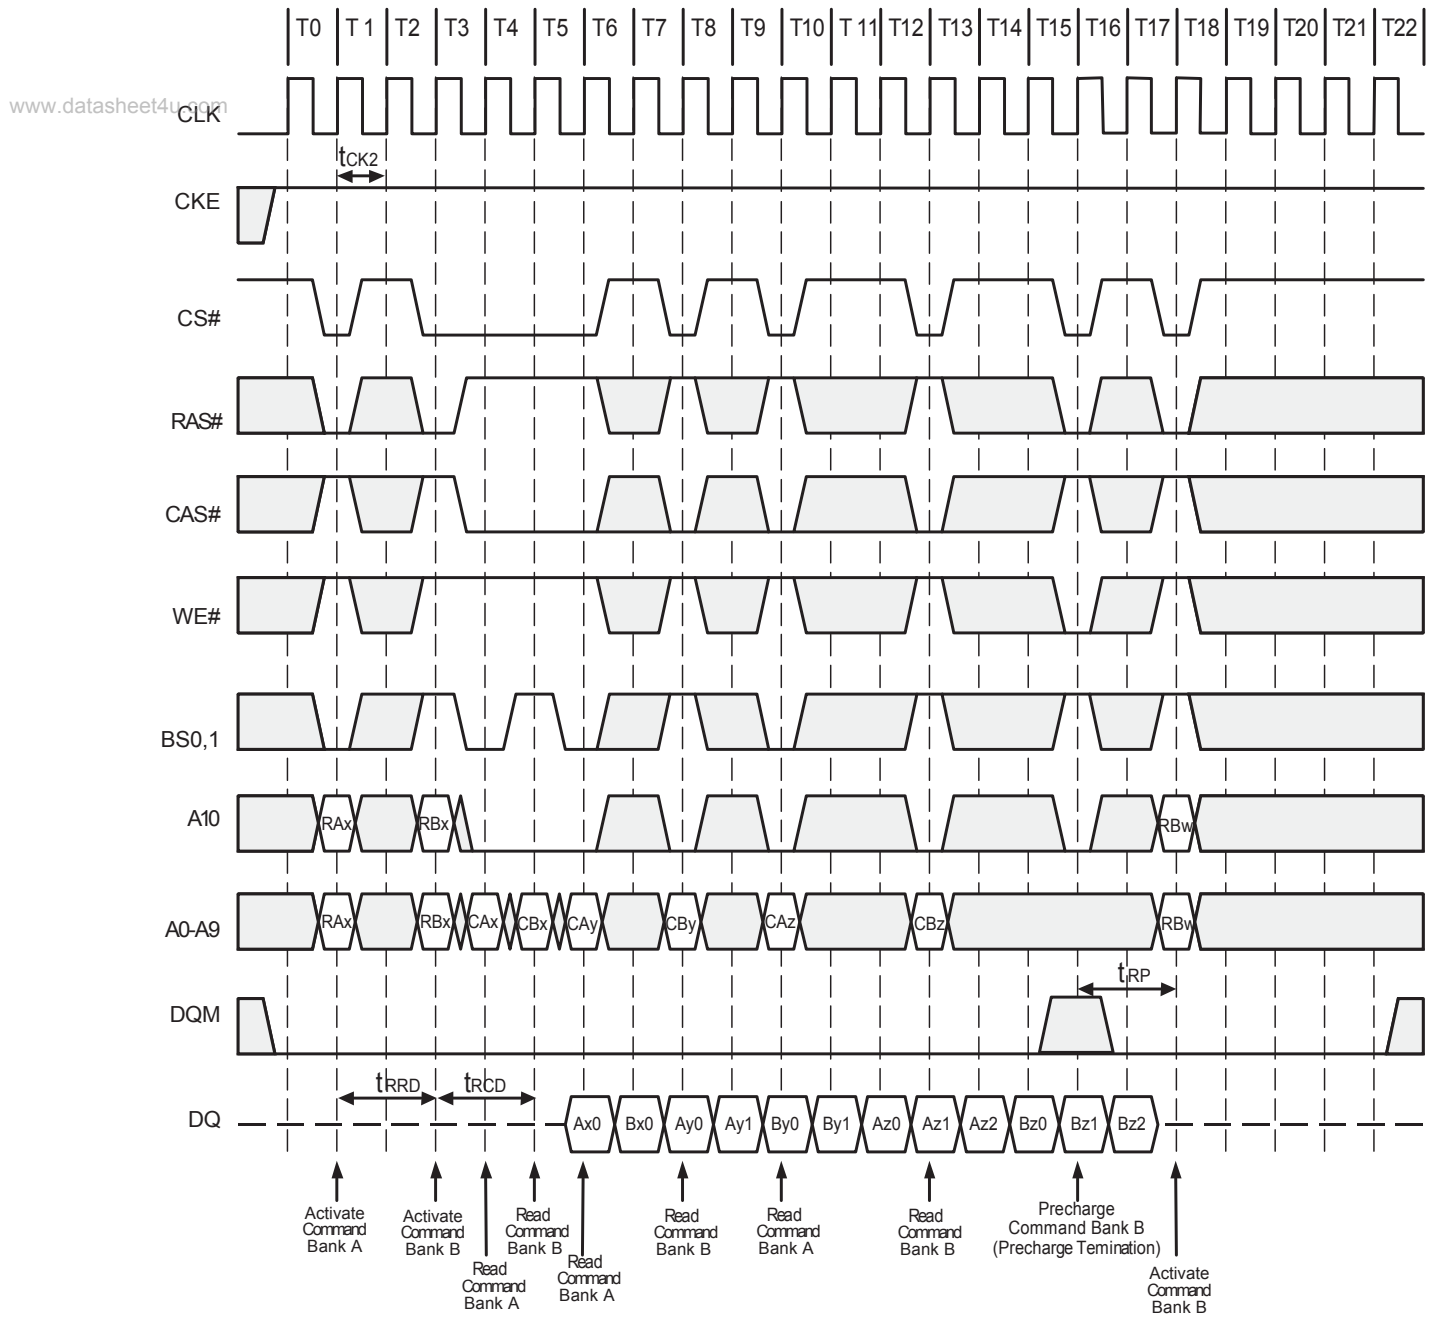 T0 T 1 T2 T3 T4 T5 T6 T7 T8 T9 T10 T 11 T12 T13 T14 T15 T16 T17 T18 T19 T20 T21 T22
www.datasheet4u.com
CLK
tCK2
CKE
CS#
RAS#
CAS#
WE#
BS0,1
A10
RAx RBx RBw
A0-A9
RAx RBx CAx CBx CAy CBy CAz CBz RBw
tRP
DQM
tRRD tRCD
DQ
Ax0 Bx0 Ay0 Ay1 By0 By1 Az0 Az1 Az2 Bz0 Bz1 Bz2
Activate
Command
Bank A
Activate
Command
Bank B
Read
Command
Bank A
Read
Command
Bank B
Read
Command
Bank A
Read
Command
Bank B
Read
Command
Bank A
Read
Command
Bank B
Precharge
Command Bank B
(Precharge Temination)
Activate
Command
Bank B